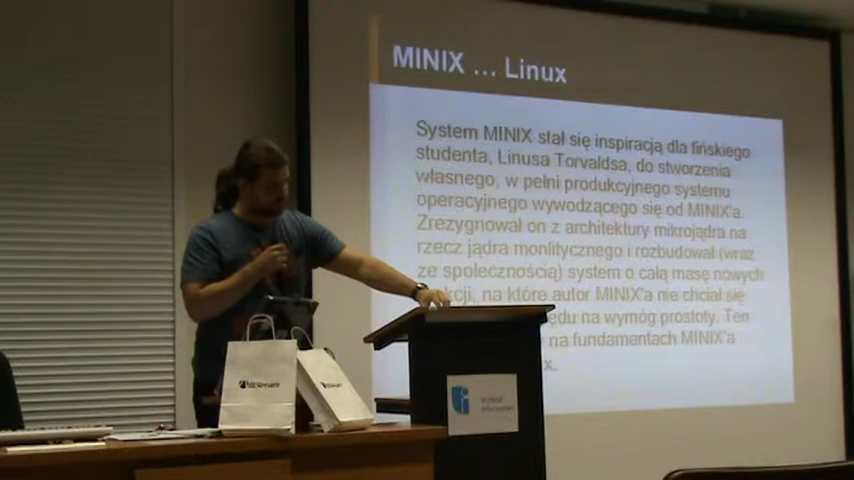 MINIX ... Linux
System MINIX stał się inspiracją dla fińskiego
studenta, Linusa Torvaldsa, do stworzenia
własnego, w pełni produkcyjnego systemu
operacyjnego wywodzącego się od MINIX'a.
Zrezygnował on z architektury mikrojądra na
rzecz jądra monlitycznego i rozbudował (wraz
ze społecznością) system o całą masę nowych
kcji, na które autor MINIX'a nie chciał się
ędu na wymóg prostoty. Ten
na fundamentach MINIX'a
x.